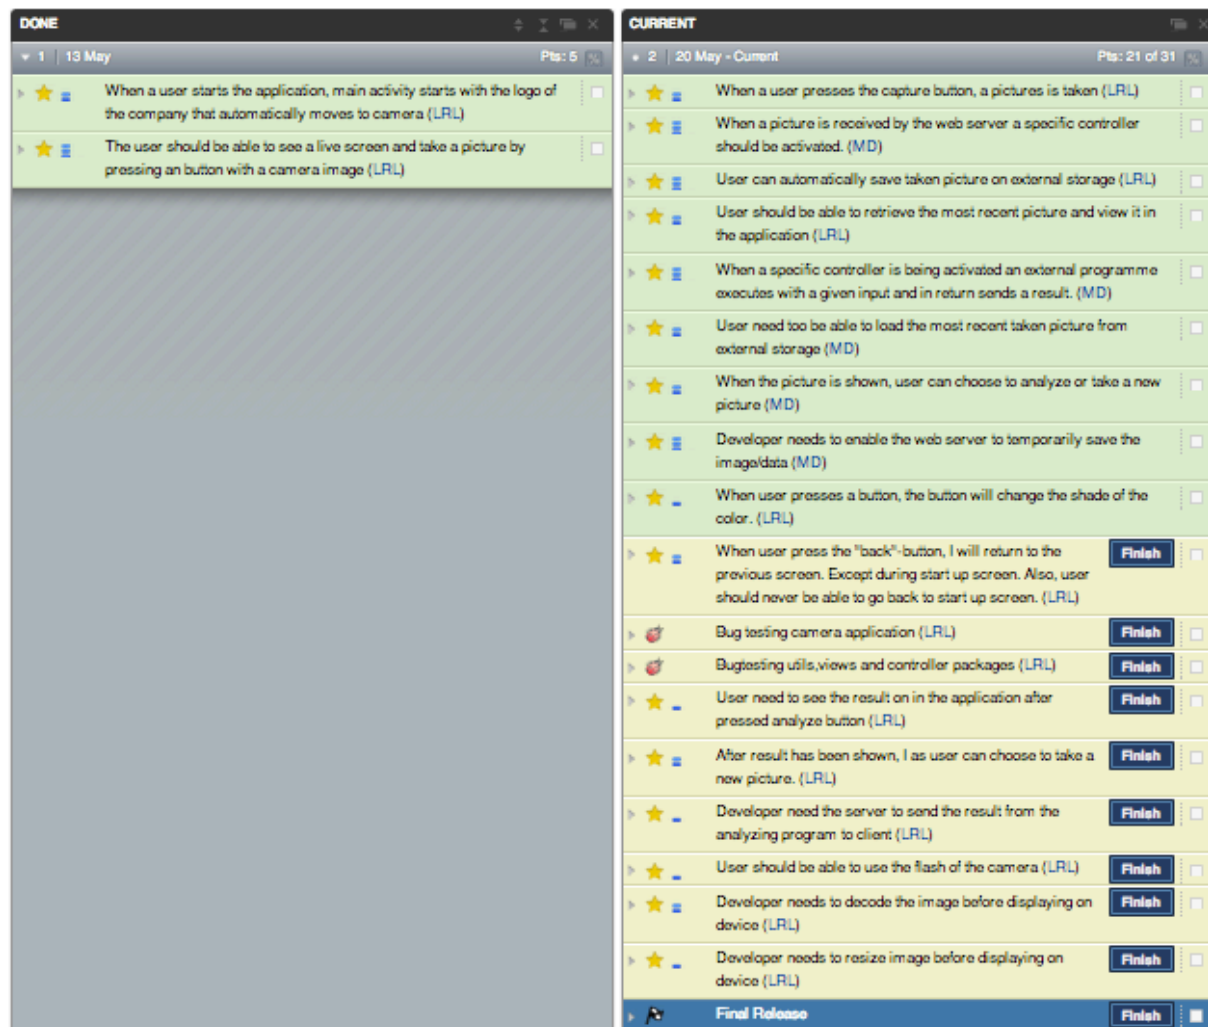 DONE
1 | 13 May Pts: 5 %
When a user starts the application, main activity starts with the logo of
the company that automatically moves to camera (LRL)
The user should be able to see a live screen and take a picture by
pressing an button with a camera image (LRL)
CURRENT
2 | 20 May - Current Pts: 21 of 31 %
When a user presses the capture button, a pictures is taken (LRL)
When a picture is received by the web server a specific controller
should be activated. (MD)
User can automatically save taken picture on external storage (LRL)
User should be able to retrieve the most recent picture and view it in
the application (LRL)
When a specific controller is being activated an external programme
executes with a given input and in return sends a result. (MD)
User need too be able to load the most recent taken picture from
external storage (MD)
When the picture is shown, user can choose to analyze or take a new
picture (MD)
Developer needs to enable the web server to temporarily save the
image/data (MD)
When user presses a button, the button will change the shade of the
color. (LRL)
When user press the "back"-button, I will return to the Finish
previous screen. Except during start up screen. Also, user
should never be able to go back to start up screen. (LRL)
Bug testing camera application (LRL) Finish
Bugtesting utils,views and controller packages (LRL) Finish
User need to see the result on in the application after Finish
pressed analyze button (LRL)
After result has been shown, I as user can choose to take a Finish
new picture. (LRL)
Developer need the server to send the result from the Finish
analyzing program to client (LRL)
User should be able to use the flash of the camera (LRL) Finish
Developer needs to decode the image before displaying on Finish
device (LRL)
Developer needs to resize image before displaying on Finish
device (LRL)
Final Release Finish